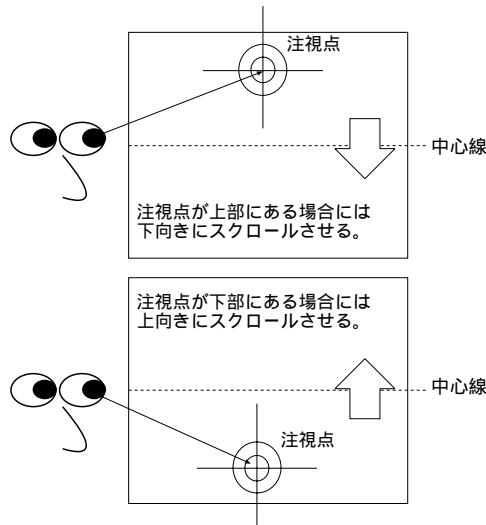 注視点
中心線
注視点が上部にある場合には
下向きにスクロールさせる。
注視点が下部にある場合には
上向きにスクロールさせる。
中心線
注視点